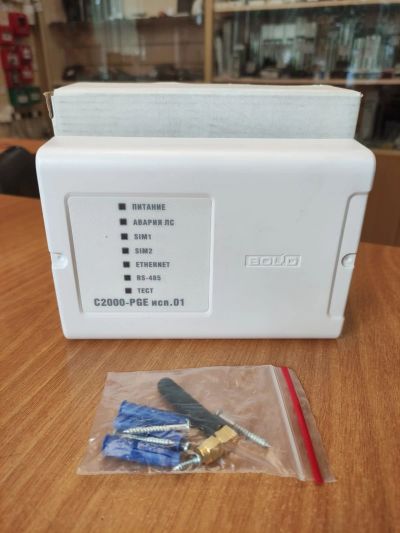 ПИТАНИЕ
АВАРИЯ ЛС
SIM1
SIM2
ETHERNET
RS-485
ТЕСТ
С2000-PGE исп.01
BOLID